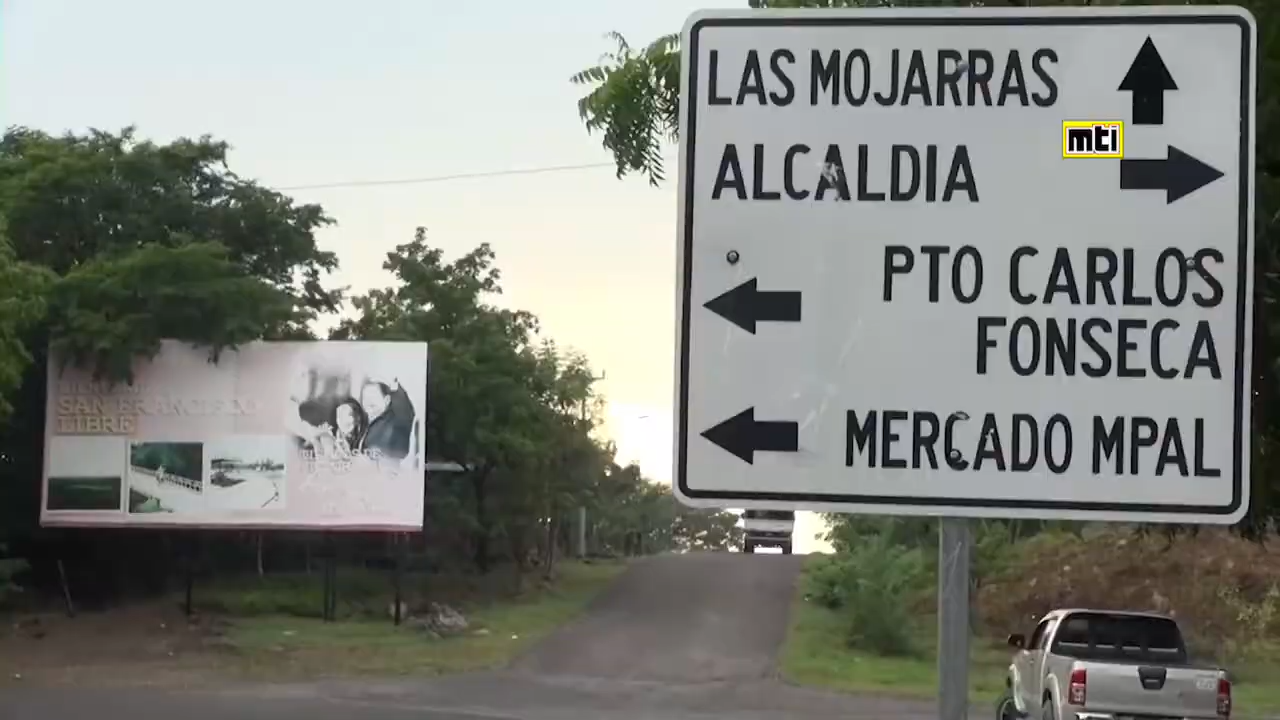 LAS MOJARRAS
mti
ALCALDIA
PTO CARLOS
FONSECA
MERCADO MPAL
SAN FRANCISCO
LIBRE